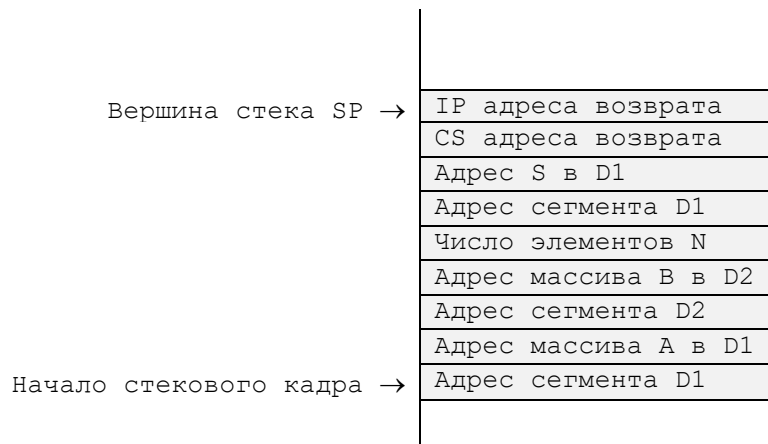 Вершина стека SP → IP адреса возврата
CS адреса возврата
Адрес S в D1
Адрес сегмента D1
Число элементов N
Адрес массива B в D2
Адрес сегмента D2
Адрес массива A в D1
Начало стекового кадра → Адрес сегмента D1